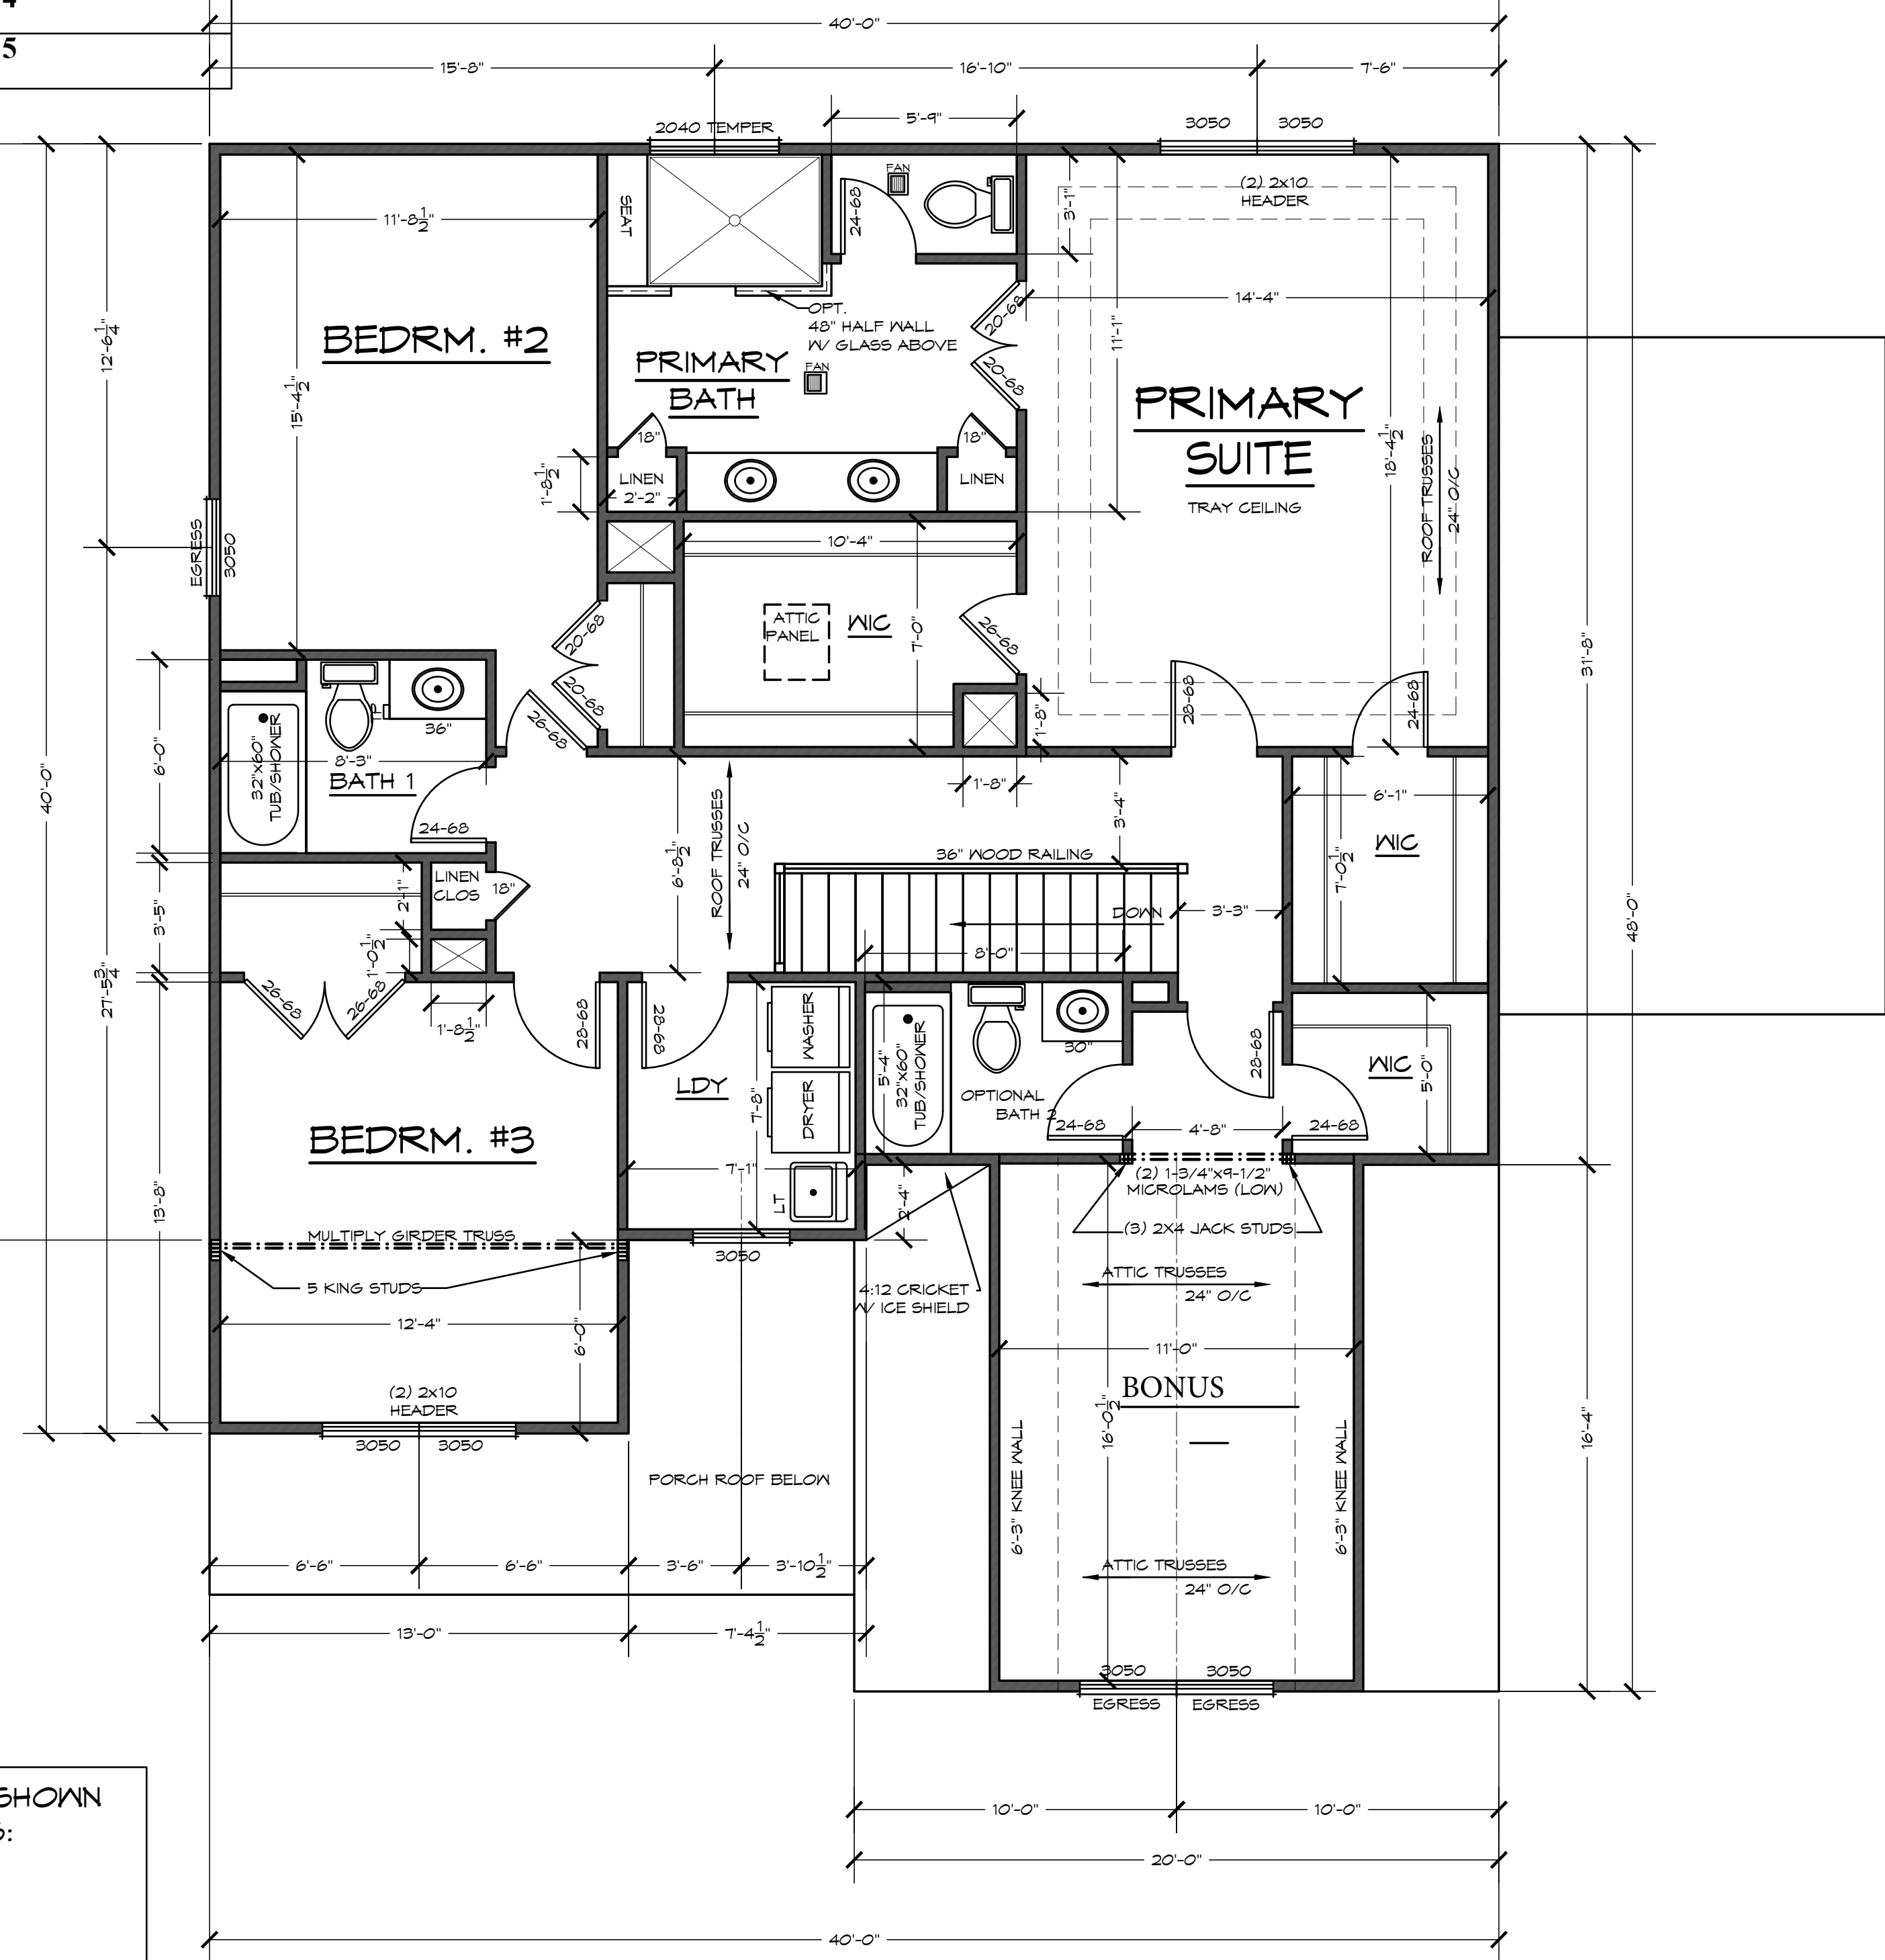 4
5
40'-0"
15'-8"
16'-10"
7'-6"
5'-9"
2040 TEMPER
3050 3050
FAN
(2) 2x10
HEADER
SEAT
24-68
3'-1"
11'-8 1/2"
14'-4"
20-68
OPT.
48" HALF WALL
W/ GLASS ABOVE
11'-1"
12'-6 1/4"
BEDRM. #2
PRIMARY
BATH
FAN
20-68
15'-4 1/2"
PRIMARY
SUITE
TRAY CEILING
18'-4 1/2"
ROOF TRUSSES
24" O/C
18"
18"
LINEN
2'-2"
1'-8 1/2"
LINEN
EGRESS
3050
10'-4"
ATTIC
PANEL
WIC
7'-0"
26-68
20-68
20-68
26-68
31'-8"
28-68
24-68
1'-8"
36"
8'-3"
BATH 1
32"x60"
TUB/SHOWER
6'-0"
40'-0"
1'-8"
6'-1"
24-68
6'-8 1/2"
ROOF TRUSSES
24" O/C
3'-4"
WIC
7'-0 1/2"
36" WOOD RAILING
LINEN
CLOS
18"
2'-1"
3'-5"
DOWN
3'-3"
48'-0"
8'-0"
1'-0 1/2"
27'-5 3/4"
26-68
26-68
1'-8 1/2"
28-68
28-68
WASHER
DRYER
LDY
7'-8"
5'-4"
32"x60"
TUB/SHOWER
30"
OPTIONAL
BATH 2
28-68
WIC
5'-0"
24-68
4'-8"
24-68
BEDRM. #3
7'-1"
LT
13'-8"
2'-4"
(2) 1-3/4"x9-1/2"
MICROLAMS (LOW)
(3) 2X4 JACK STUDS
MULTIPLY GIRDER TRUSS
3050
5 KING STUDS
4:12 CRICKET
W/ ICE SHIELD
ATTIC TRUSSES
24" O/C
12'-4"
6'-0"
11'-0"
BONUS
16'-0 1/2"
(2) 2x10
HEADER
3050 3050
6'-3" KNEE WALL
6'-3" KNEE WALL
16'-4"
PORCH ROOF BELOW
6'-6"
6'-6"
3'-6"
3'-10 1/2"
ATTIC TRUSSES
24" O/C
13'-0"
7'-4 1/2"
3050 3050
EGRESS EGRESS
SHOWN
S:
10'-0"
10'-0"
20'-0"
40'-0"